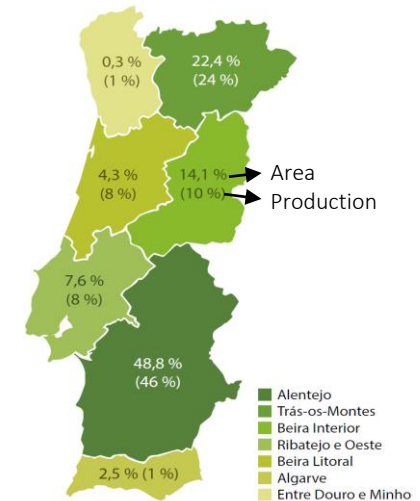 0,3 %
(1 %)
22,4 %
(24 %)
4,3 %
(8 %)
14,1 %
(10 %)
Area
Production
7,6 %
(8 %)
48,8 %
(46 %)
2,5 % (1 %)
Alentejo
Trás-os-Montes
Beira Interior
Ribatejo e Oeste
Beira Litoral
Algarve
Entre Douro e Minho